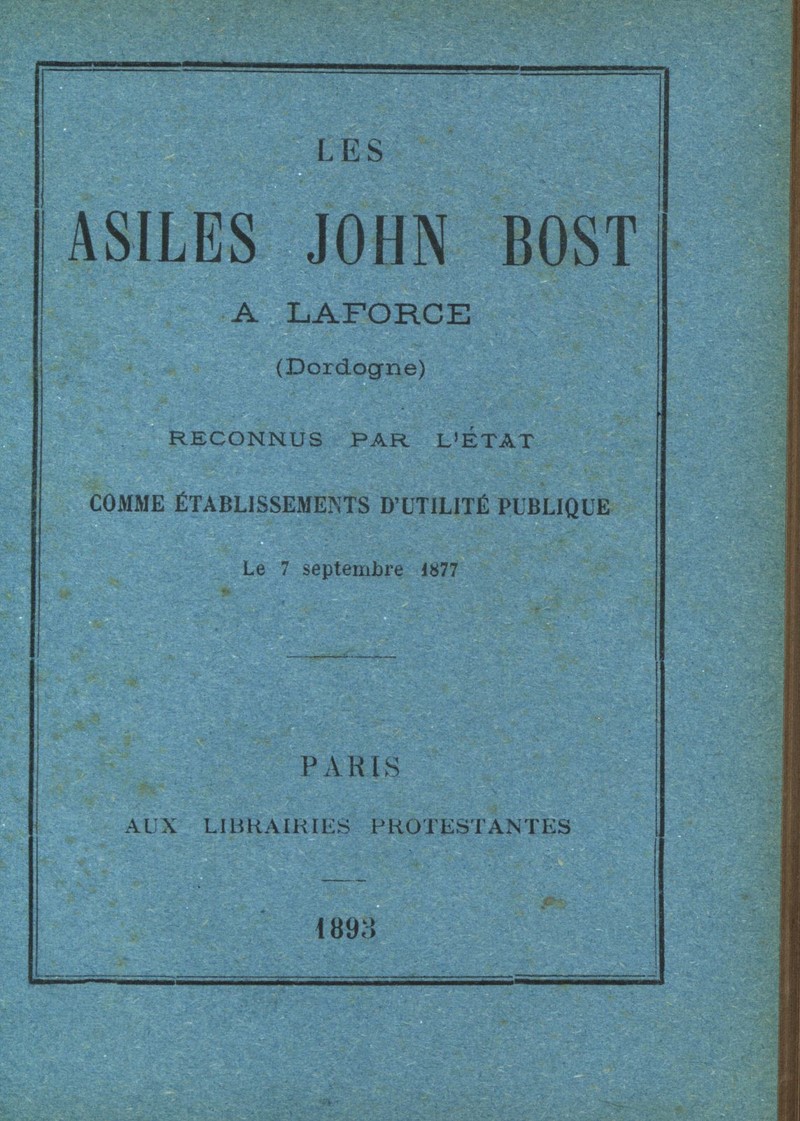 LES
ASILES JOHN BOST
A LAFORCE
(Dordogne)
RECONNUS PAR L'ÉTAT
COMME ÉTABLISSEMENTS D'UTILITÉ PUBLIQUE
Le 7 septembre 1877
PARIS
AUX LIBRAIRIES PROTESTANTES
1893